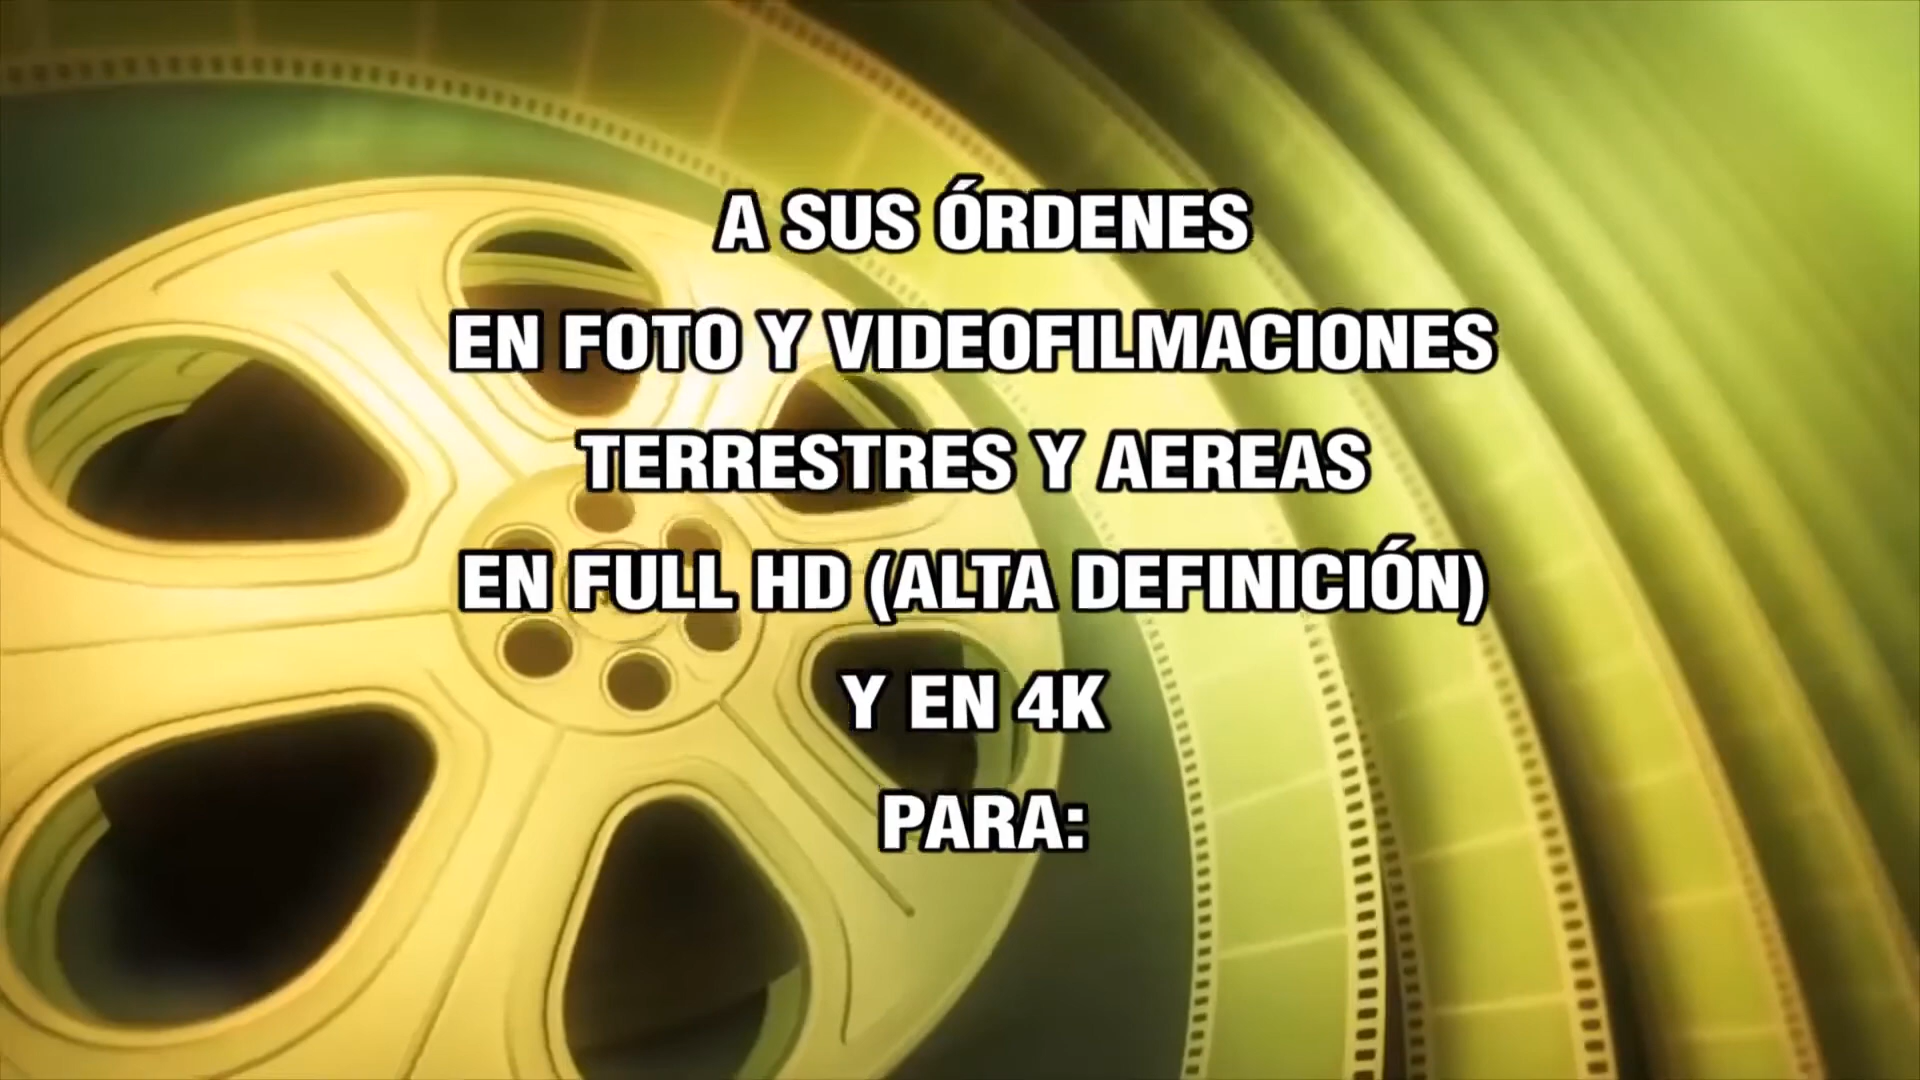 A SUS ÓRDENES
EN FOTO Y VIDEOFILMACIONES
TERRESTRES Y AEREAS
EN FULL HD (ALTA DEFINICIÓN)
Y EN 4K
PARA: